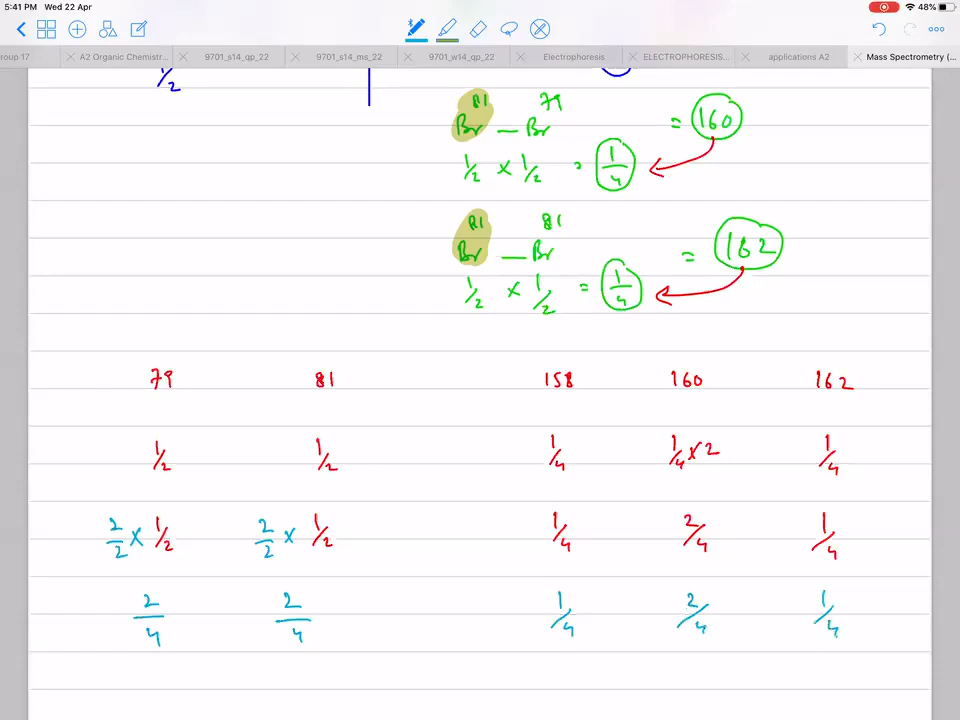 5:41 PM Wed 22 Apr 48%
roup 17 A2 Organic Chemistr... 9701_s14_qp_22 9701_s14_ms_22 9701_w14_qp_22 Electrophoresis ELECTROPHORESIS... applications A2 Mass Spectrometry (...
1/2
81 79
Br — Br = 160
1/2 × 1/2 = 1/4
81 81
Br — Br = 162
1/2 × 1/2 = 1/4
79 81 158 160 162
1/2 1/2 1/4 1/4 × 2 1/4
2/2 × 1/2 2/2 × 1/2 1/4 2/4 1/4
2/4 2/4 1/4 2/4 1/4